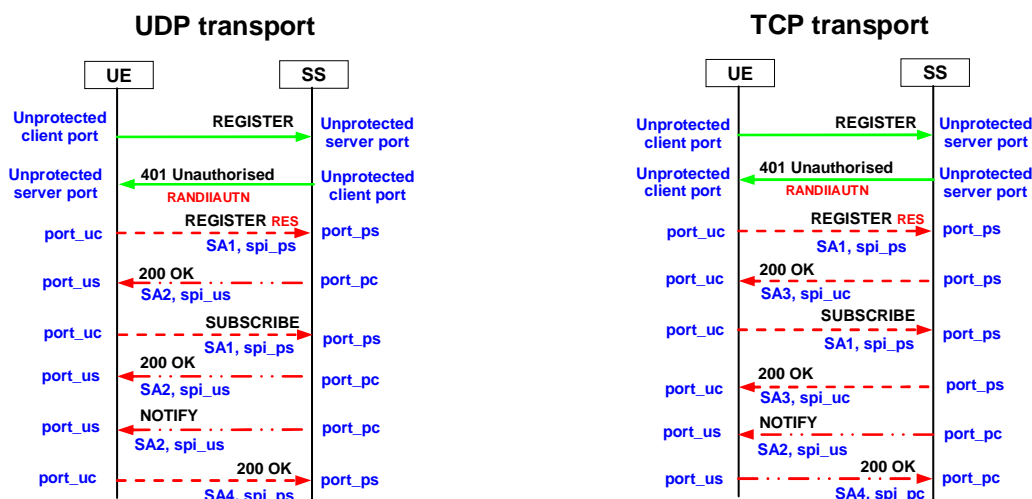 UDP transport
UE
SS
Unprotected
client port
REGISTER
Unprotected
server port
Unprotected
server port
401 Unauthorised
RANDIIAUTN
Unprotected
client port
port_uc
REGISTER RES
SA1, spi_ps
port_ps
port_us
200 OK
SA2, spi_us
port_pc
port_uc
SUBSCRIBE
SA1, spi_ps
port_ps
port_us
200 OK
SA2, spi_us
port_pc
port_us
NOTIFY
SA2, spi_us
port_pc
port_uc
200 OK
SA4, spi_ps
port_ps
TCP transport
UE
SS
Unprotected
client port
REGISTER
Unprotected
server port
Unprotected
client port
401 Unauthorised
RANDIIAUTN
Unprotected
server port
port_uc
REGISTER RES
SA1, spi_ps
port_ps
port_uc
200 OK
SA3, spi_uc
port_ps
port_uc
SUBSCRIBE
SA1, spi_ps
port_ps
port_uc
200 OK
SA3, spi_uc
port_ps
port_us
NOTIFY
SA2, spi_us
port_pc
port_us
200 OK
SA4, spi_pc
port_pc